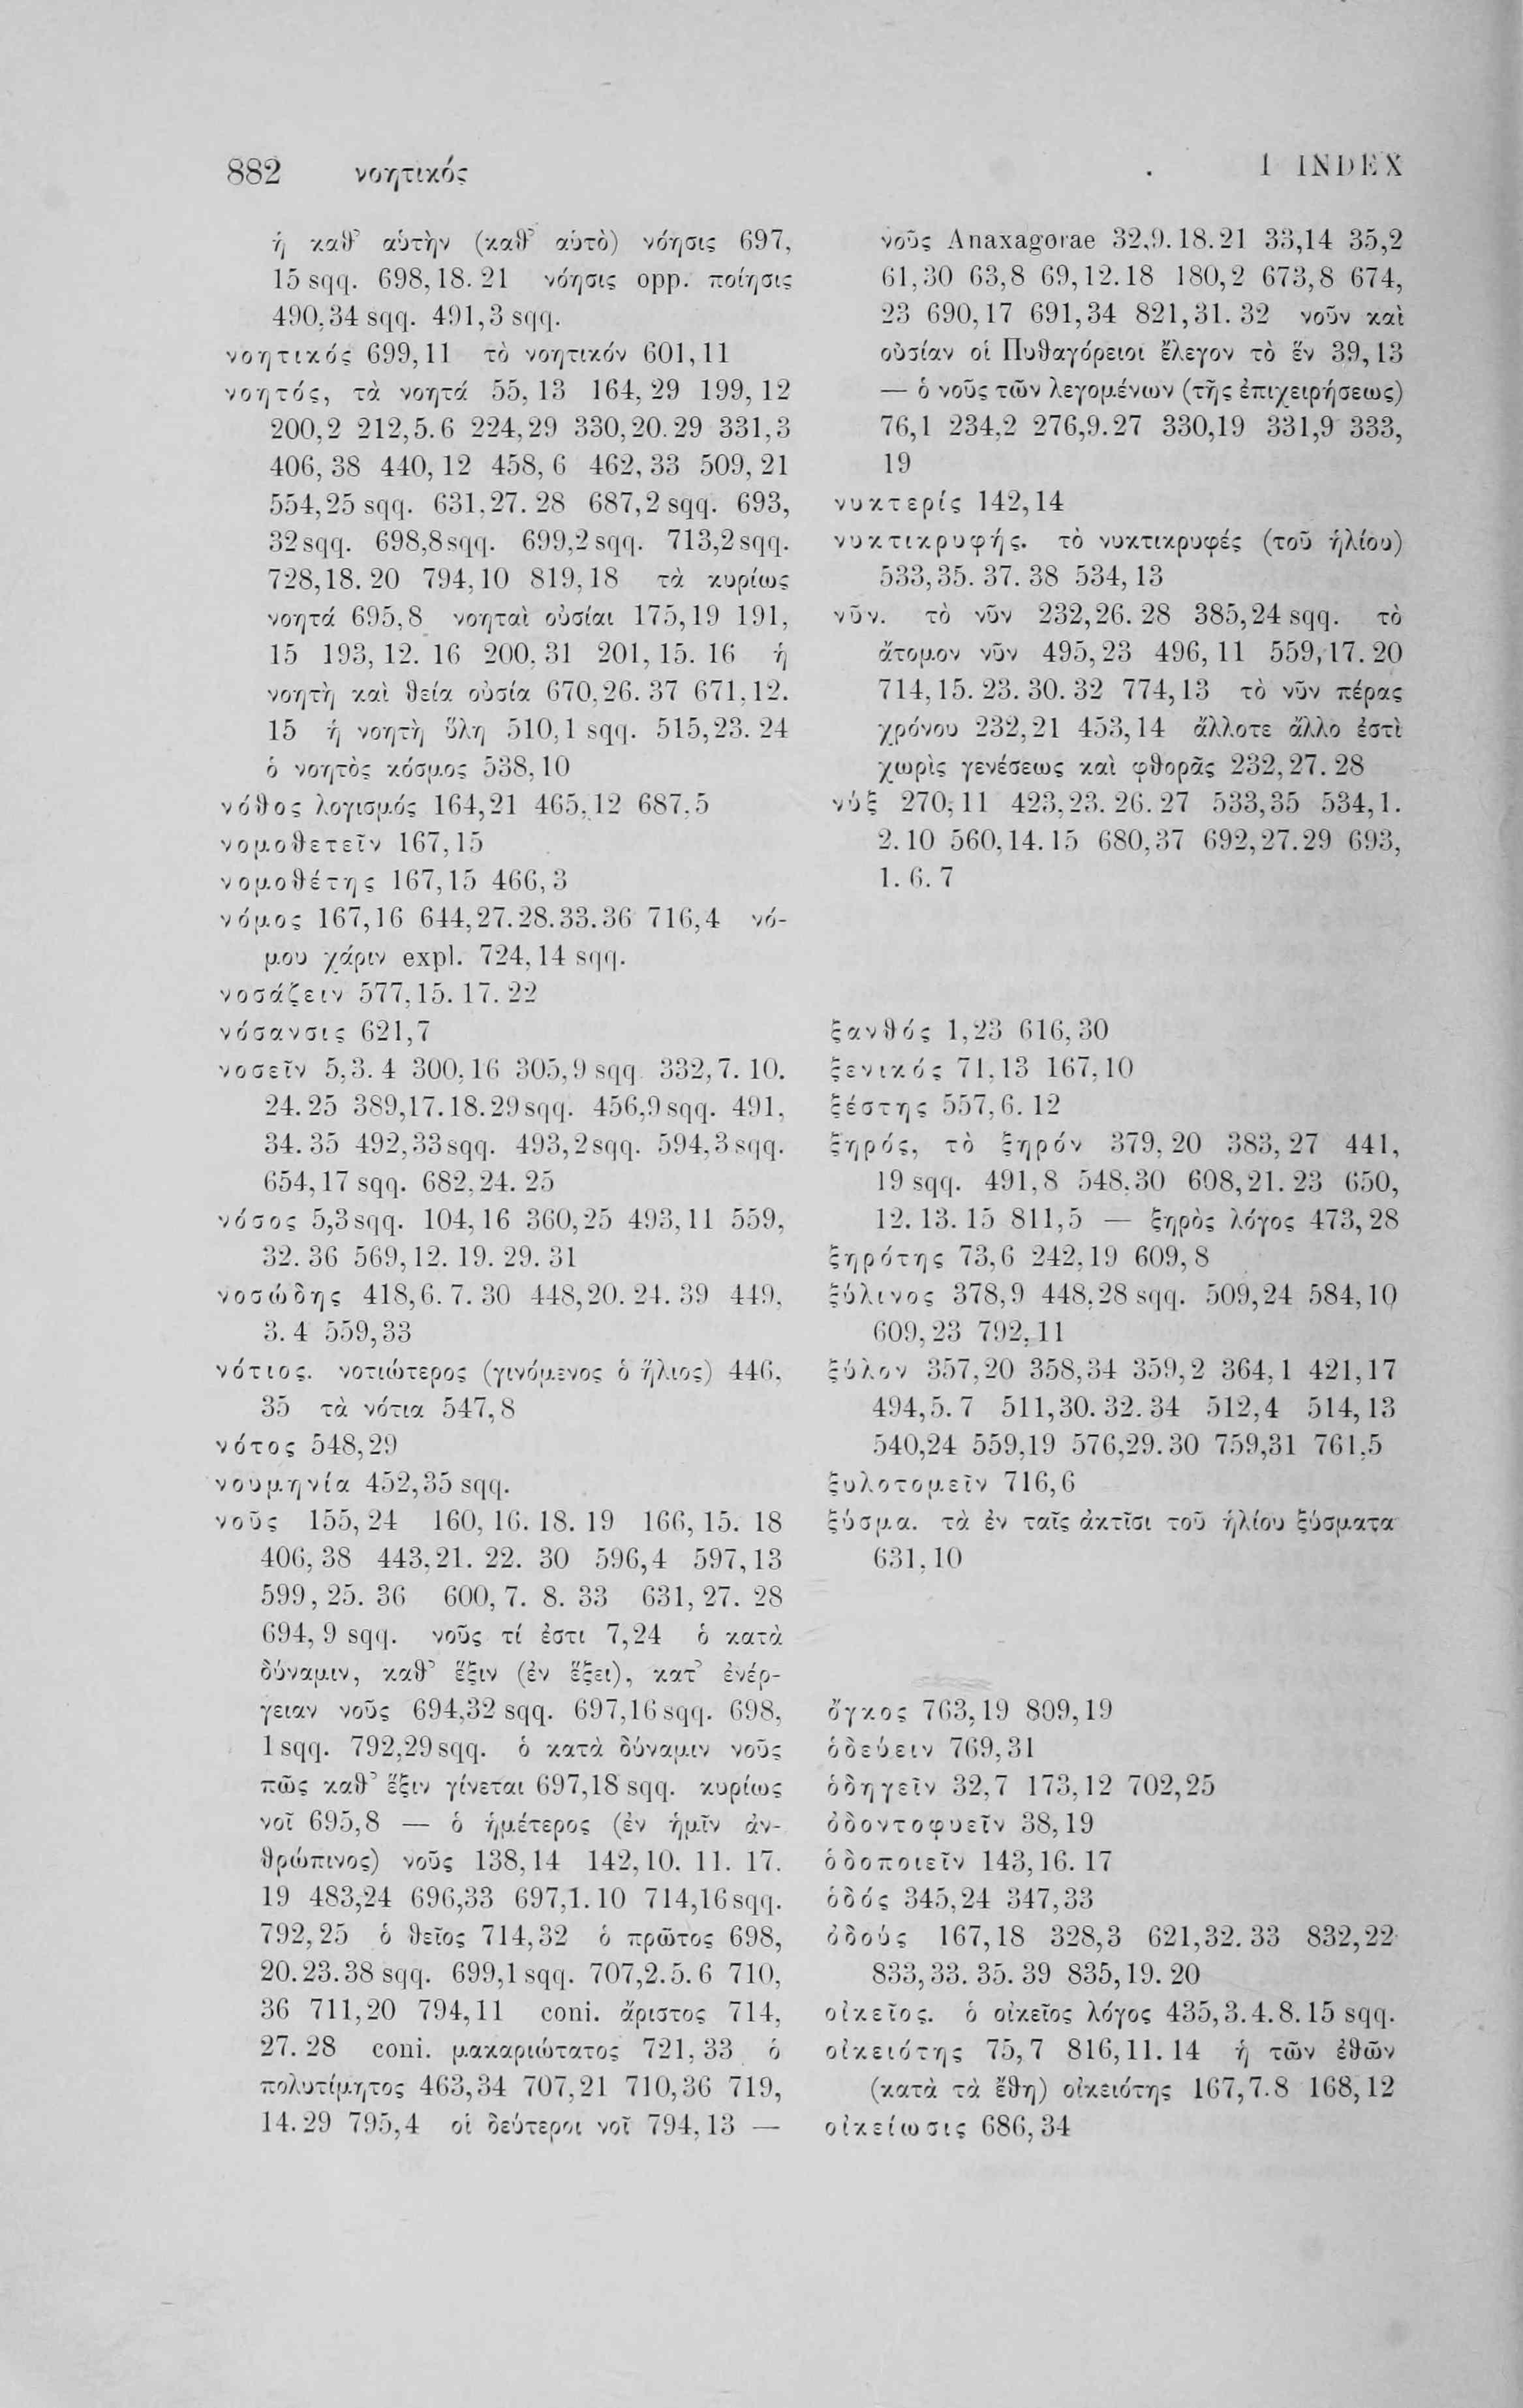 882 νοητικός
1 INDEX
ἡ καθ᾽ αὑτὴν (καθ᾽ αὑτὸ) νόησις 697,
15 sqq. 698,18. 21 νόησις opp. ποίησις
490,34 sqq. 491,3 sqq.
νοητικός 699,11 τὸ νοητικόν 601,11
νοητός, τὰ νοητά 55, 13 164, 29 199, 12
200,2 212,5.6 224,29 330,20.29 331,3
406, 38 440, 12 458, 6 462, 33 509, 21
554,25 sqq. 631,27. 28 687,2 sqq. 693,
32sqq. 698,8sqq. 699,2sqq. 713,2sqq.
728,18. 20 794,10 819,18 τὰ κυρίως
νοητά 695,8 νοηταὶ οὐσίαι 175,19 191,
15 193, 12. 16 200, 31 201, 15. 16 ἡ
νοητὴ καὶ θεία οὐσία 670,26. 37 671,12.
15 ἡ νοητὴ ὕλη 510,1 sqq. 515,23. 24
ὁ νοητὸς κόσμος 538,10
νόθος λογισμός 164,21 465,12 687,5
νομοθετεῖν 167,15
νομοθέτης 167,15 466,3
νόμος 167,16 644,27.28.33.36 716,4 νό-
μου χάριν expl. 724,14 sqq.
νοσάζειν 577,15. 17. 22
νόσανσις 621,7
νοσεῖν 5,3. 4 300,16 305,9 sqq. 332,7. 10.
24. 25 389,17.18.29sqq. 456,9sqq. 491,
34. 35 492,33sqq. 493,2sqq. 594,3sqq.
654,17 sqq. 682,24. 25
νόσος 5,3sqq. 104,16 360,25 493,11 559,
32. 36 569,12. 19. 29. 31
νοσώδης 418,6. 7. 30 448,20. 24. 39 449,
3. 4 559,33
νότιος. νοτιώτερος (γινόμενος ὁ ἥλιος) 446,
35 τὰ νότια 547,8
νότος 548,29
νουμηνία 452,35 sqq.
νοῦς 155, 24 160, 16. 18. 19 166, 15. 18
406, 38 443,21. 22. 30 596,4 597,13
599, 25. 36 600, 7. 8. 33 631, 27. 28
694, 9 sqq. νοῦς τί ἐστι 7,24 ὁ κατὰ
δύναμιν, καθ᾽ ἕξιν (ἐν ἕξει), κατ᾽ ἐνέρ-
γειαν νοῦς 694,32 sqq. 697,16 sqq. 698,
1 sqq. 792,29 sqq. ὁ κατὰ δύναμιν νοῦς
πῶς καθ᾽ ἕξιν γίνεται 697,18 sqq. κυρίως
νοῖ 695,8 — ὁ ἡμέτερος (ἐν ἡμῖν ἀν-
θρώπινος) νοῦς 138,14 142,10. 11. 17.
19 483,24 696,33 697,1.10 714,16sqq.
792,25 ὁ θεῖος 714,32 ὁ πρῶτος 698,
20.23.38 sqq. 699,1 sqq. 707,2.5.6 710,
36 711,20 794,11 coni. ἄριστος 714,
27. 28 coni. μακαριώτατος 721,33 ὁ
πολυτίμητος 463,34 707,21 710,36 719,
14.29 795,4 οἱ δεύτεροι νοῖ 794,13 —
νοῦς Anaxagorae 32,9.18.21 33,14 35,2
61,30 63,8 69,12.18 180,2 673,8 674,
23 690,17 691,34 821,31. 32 νοῦν καὶ
οὐσίαν οἱ Πυθαγόρειοι ἔλεγον τὸ ἕν 39,13
— ὁ νοῦς τῶν λεγομένων (τῆς ἐπιχειρήσεως)
76,1 234,2 276,9.27 330,19 331,9 333,
19
νυκτερίς 142,14
νυκτικρυφής. τὸ νυκτικρυφές (τοῦ ἡλίου)
533,35. 37. 38 534,13
νῦν. τὸ νῦν 232,26. 28 385,24 sqq. τὸ
ἄτομον νῦν 495,23 496,11 559,17. 20
714,15. 23. 30. 32 774,13 τὸ νῦν πέρας
χρόνου 232,21 453,14 ἄλλοτε ἄλλο ἐστὶ
χωρὶς γενέσεως καὶ φθορᾶς 232,27. 28
νύξ 270,11 423,23. 26. 27 533,35 534,1.
2.10 560,14.15 680,37 692,27.29 693,
1. 6. 7
ξανθός 1,23 616,30
ξενικός 71,13 167,10
ξέστης 557,6. 12
ξηρός, τὸ ξηρόν 379, 20 383, 27 441,
19 sqq. 491,8 548,30 608,21. 23 650,
12. 13. 15 811,5 — ξηρὸς λόγος 473,28
ξηρότης 73,6 242,19 609,8
ξύλινος 378,9 448,28 sqq. 509,24 584,10
609,23 792,11
ξύλον 357,20 358,34 359,2 364,1 421,17
494,5. 7 511,30. 32. 34 512,4 514,13
540,24 559,19 576,29.30 759,31 761,5
ξυλοτομεῖν 716,6
ξύσμα. τὰ ἐν ταῖς ἀκτῖσι τοῦ ἡλίου ξύσματα
631,10
ὄγκος 763,19 809,19
ὁδεύειν 769,31
ὁδηγεῖν 32,7 173,12 702,25
ὀδοντοφυεῖν 38,19
ὁδοποιεῖν 143,16. 17
ὁδός 345,24 347,33
ὀδούς 167,18 328,3 621,32. 33 832,22
833,33. 35. 39 835,19. 20
οἰκεῖος. ὁ οἰκεῖος λόγος 435,3.4.8.15 sqq.
οἰκειότης 75,7 816,11. 14 ἡ τῶν ἐθῶν
(κατὰ τὰ ἔθη) οἰκειότης 167,7.8 168,12
οἰκείωσις 686,34